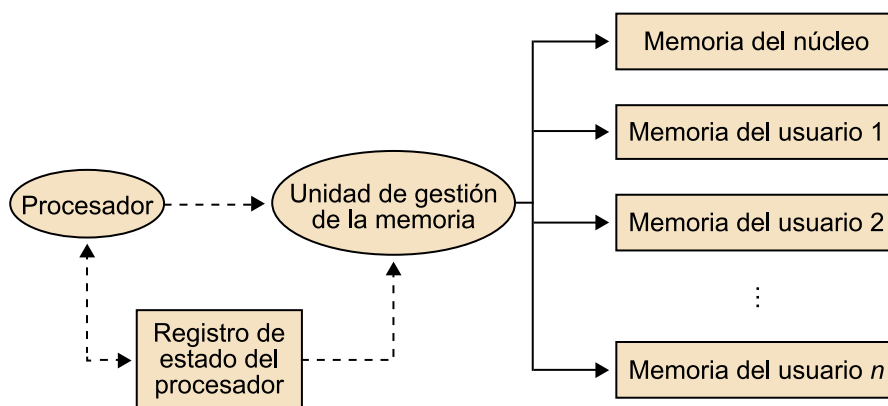 Procesador
Registro de
estado del
procesador
Unidad de gestión
de la memoria
Memoria del núcleo
Memoria del usuario 1
Memoria del usuario 2
...
Memoria del usuario n